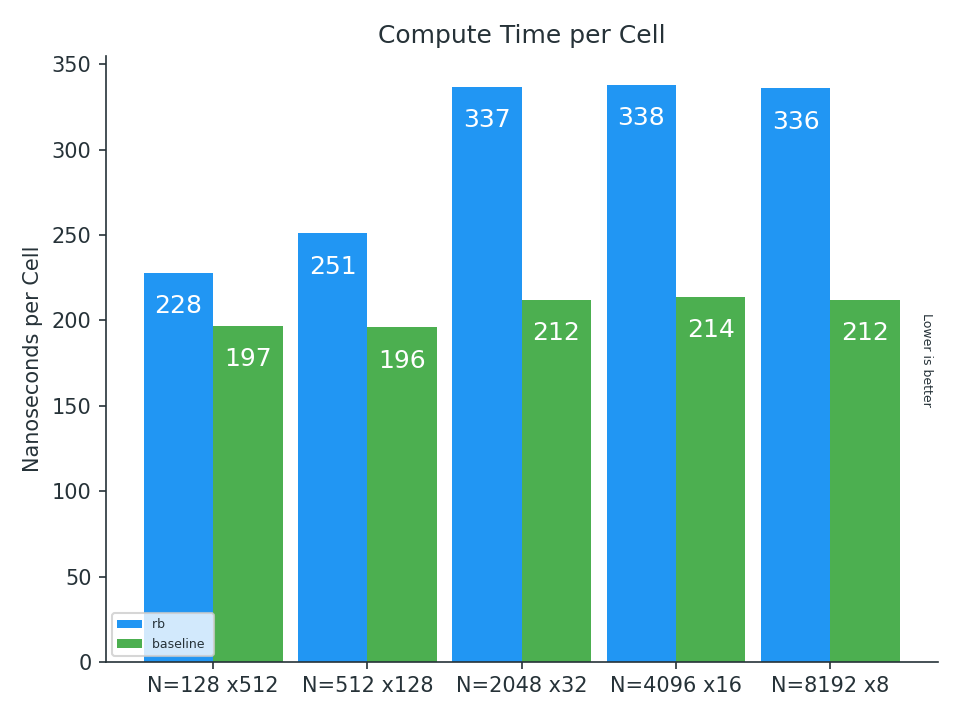 Compute Time per Cell
Nanoseconds per Cell
350
300
250
200
150
100
50
0
228
197
251
196
337
212
338
214
336
212
Lower is better
rb
baseline
N=128 x512
N=512 x128
N=2048 x32
N=4096 x16
N=8192 x8